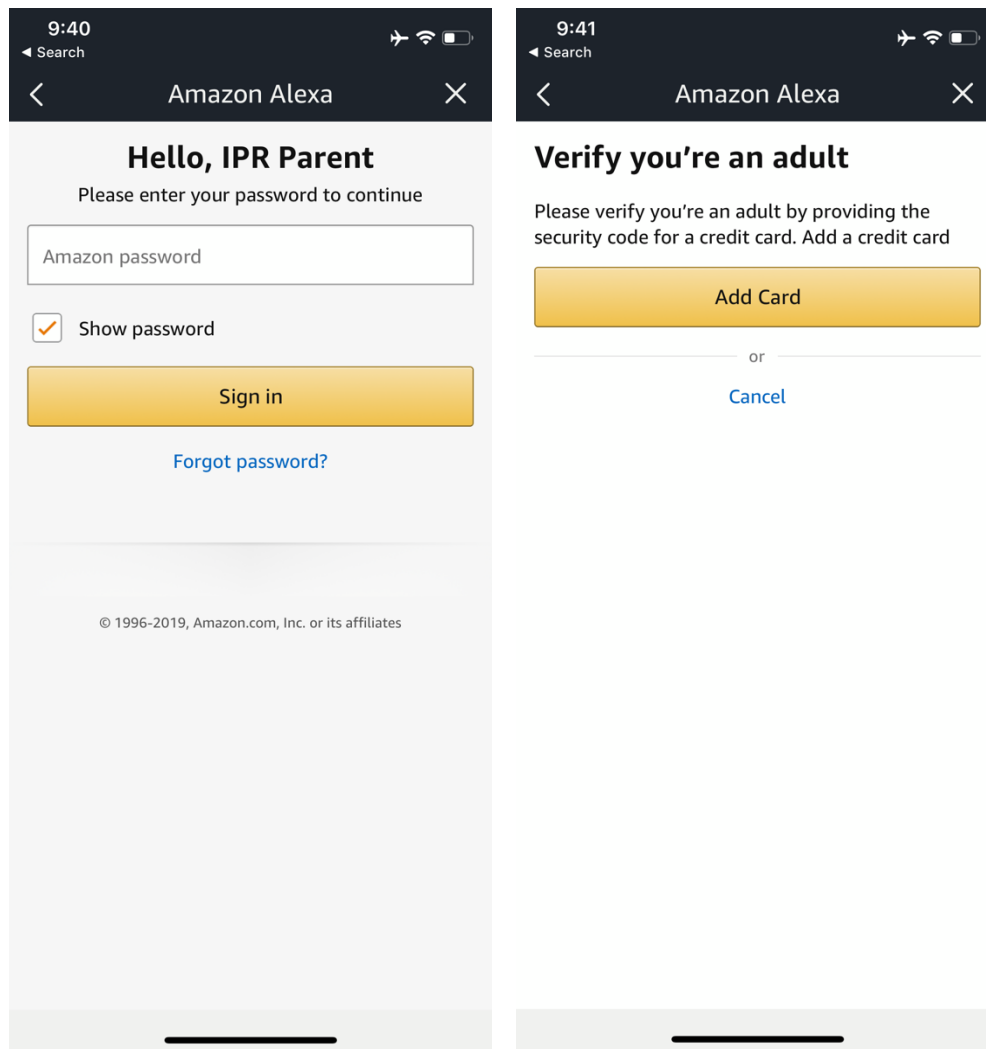 9:40
◀ Search
Amazon Alexa
Hello, IPR Parent
Please enter your password to continue
Amazon password
Show password
Sign in
Forgot password?
© 1996-2019, Amazon.com, Inc. or its affiliates
9:41
◀ Search
Amazon Alexa
Verify you’re an adult
Please verify you’re an adult by providing the
security code for a credit card. Add a credit card
Add Card
or
Cancel